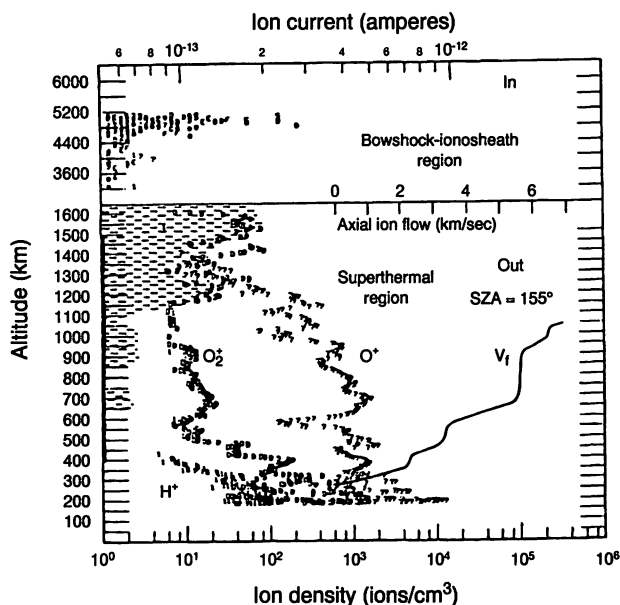 Ion current (amperes)
6 8 10⁻¹³ 2 4 6 8 10⁻¹²
In
Bowshock-ionosheath
region
0 2 4 6
Axial ion flow (km/sec)
Superthermal
region
Out
SZA = 155°
O₂⁺
O⁺
V_f
H⁺
Altitude (km)
6000
5200
4400
3600
1600
1500
1400
1300
1200
1100
1000
900
800
700
600
500
400
300
200
100
10⁰ 10¹ 10² 10³ 10⁴ 10⁵ 10⁶
Ion density (ions/cm³)